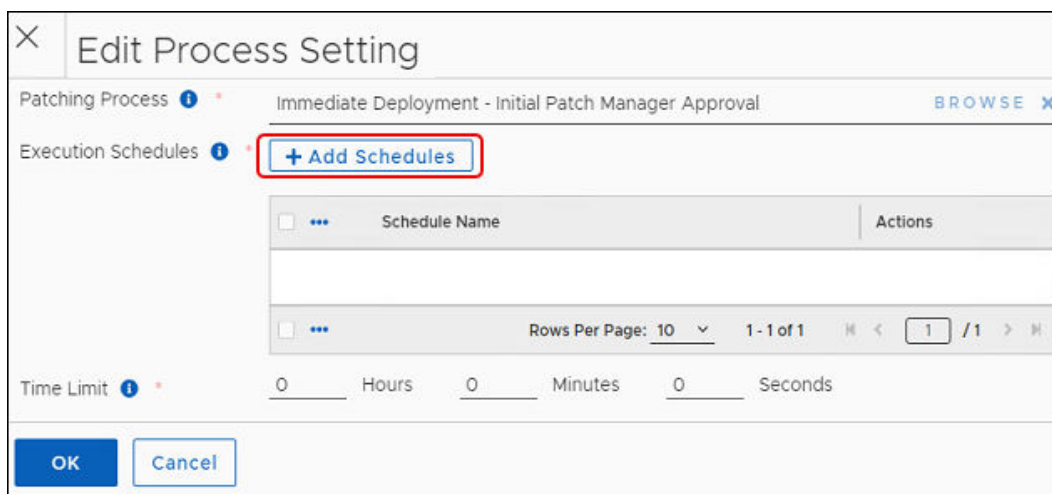 Edit Process Setting
Patching Process * Immediate Deployment - Initial Patch Manager Approval BROWSE
Execution Schedules * + Add Schedules
Schedule Name Actions
Rows Per Page: 10 1 - 1 of 1 1 / 1
Time Limit * 0 Hours 0 Minutes 0 Seconds
OK Cancel